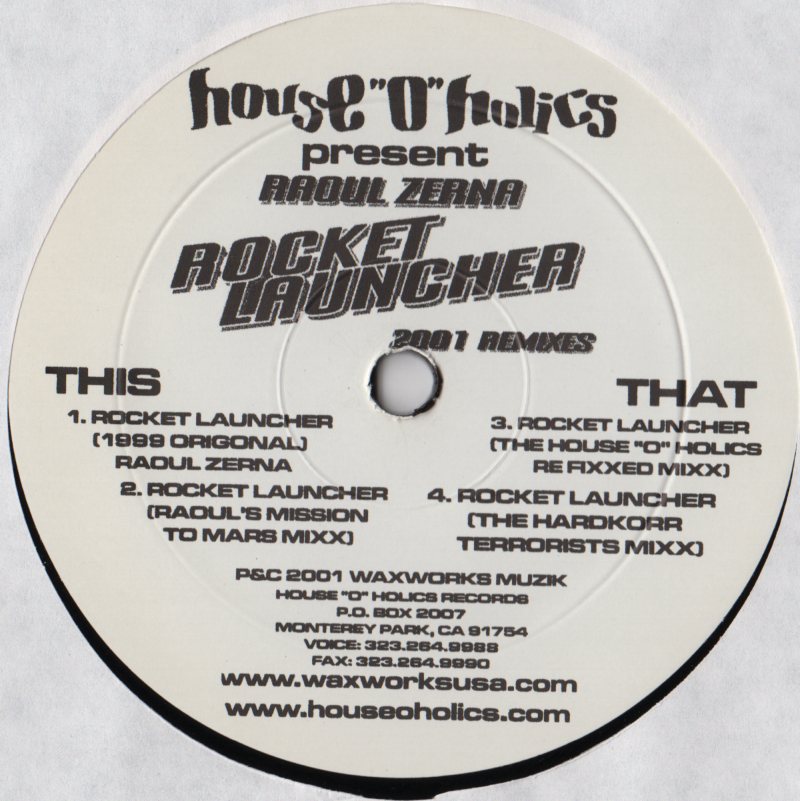 house "O" holics
present
RAOUL ZERNA
ROCKET
LAUNCHER
2001 REMIXES
THIS
1. ROCKET LAUNCHER
(1999 ORIGONAL)
RAOUL ZERNA
2. ROCKET LAUNCHER
(RAOUL'S MISSION
TO MARS MIXX)
THAT
3. ROCKET LAUNCHER
(THE HOUSE "O" HOLICS
RE FIXXED MIXX)
4. ROCKET LAUNCHER
(THE HARDKORR
TERRORISTS MIXX)
P&C 2001 WAXWORKS MUZIK
HOUSE "O" HOLICS RECORDS
P.O. BOX 2007
MONTEREY PARK, CA 91754
VOICE: 323.264.9988
FAX: 323.264.9990
www.waxworksusa.com
www.houseoholics.com